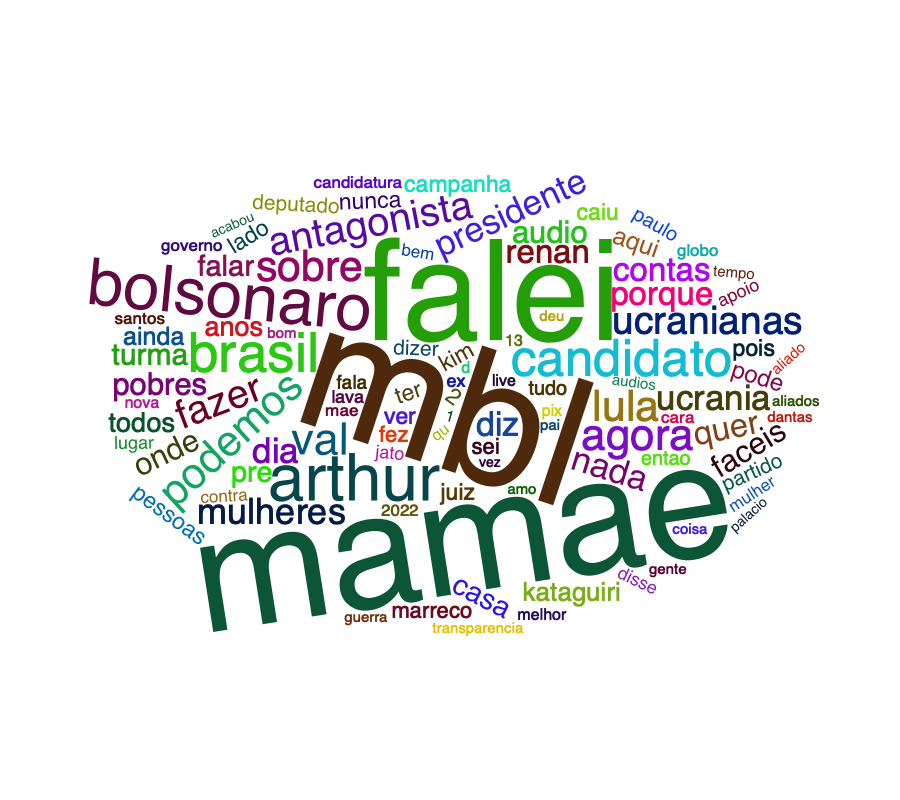 candidatura
campanha
deputado
nunca
antagonista
presidente
acabou
lado
governo
caiu
paulo
audio
aqui
globo
bem
renan
falar
sobre
falei
contas
tempo
bolsonaro
porque
apoio
santos
ainda
anos
bom
deu
ucranianas
turma
brasil
mbl
dizer
kim
13
candidato
pois
aliado
pobres
nova
fazer
podemos
fala
lava
mae
ter
d
ex
2
1
live
tudo
audios
pix
pai
lula
ucrania
pode
aliados
cara
dantas
todos
lugar
onde
dia
val
ver
fez
jato
qu
diz
sei
vez
agora
quer
entao
faceis
pre
arthur
juiz
amo
nada
partido
mulher
palacio
pessoas
contra
mulheres
2022
coisa
mamae
gente
disse
casa
kataguiri
guerra
marreco
melhor
transparencia